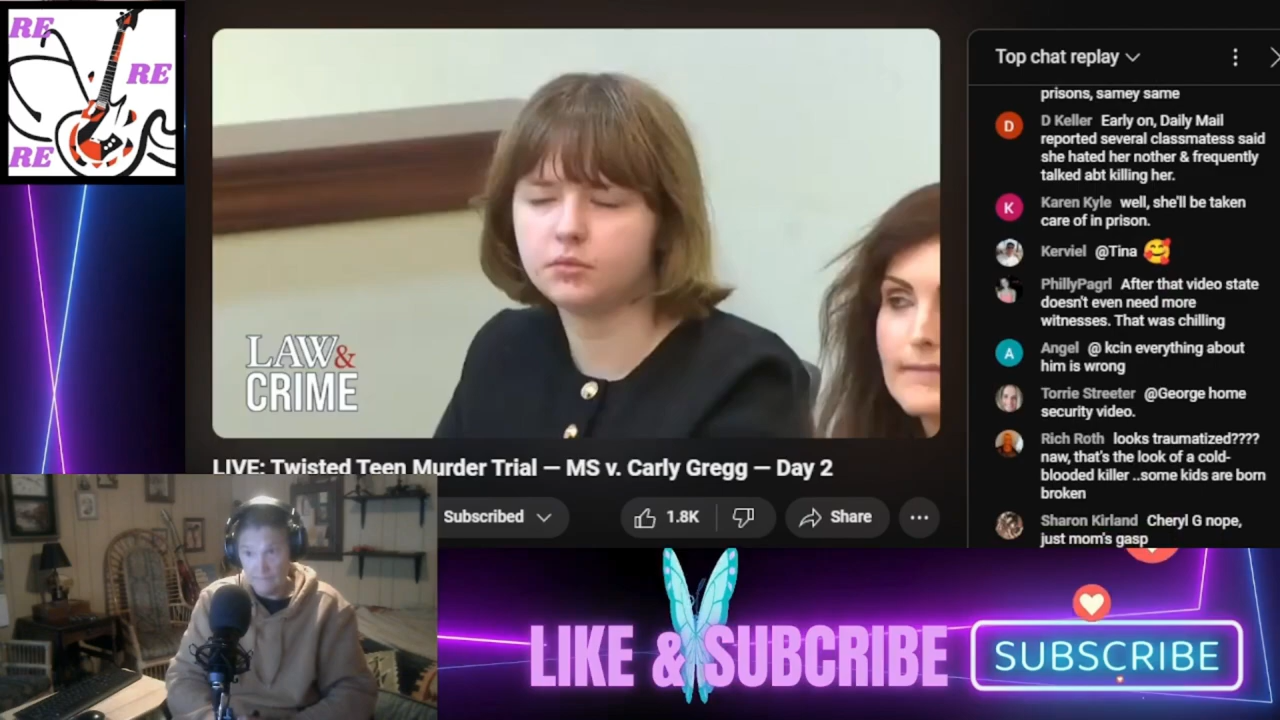 RE
RE
RE
LAW&
CRIME
LIVE: Twisted Teen Murder Trial — MS v. Carly Gregg — Day 2
Subscribed
1.8K
Share
Top chat replay
prisons, samey same
D
D Keller Early on, Daily Mail
reported several classmatess said
she hated her nother & frequently
talked abt killing her.
K
Karen Kyle well, she'll be taken
care of in prison.
Kerviel @Tina 🥰
PhillyPagrl After that video state
doesn't even need more
witnesses. That was chilling
A
Angel @ kcin everything about
him is wrong
Torrie Streeter @George home
security video.
Rich Roth looks traumatized????
naw, that's the look of a cold-
blooded killer ..some kids are born
broken
Sharon Kirland Cheryl G nope,
just mom's gasp
LIKE & SUBCRIBE
SUBSCRIBE